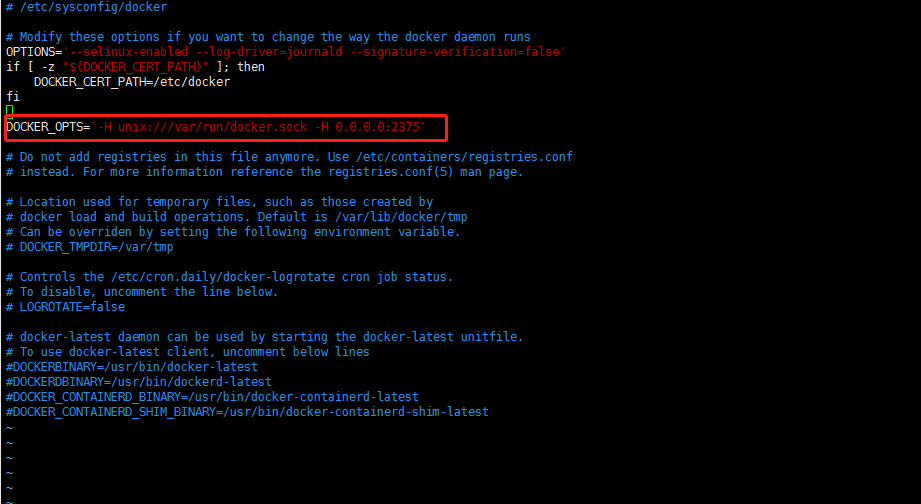 # /etc/sysconfig/docker
# Modify these options if you want to change the way the docker daemon runs
OPTIONS='--selinux-enabled --log-driver=journald --signature-verification=false'
if [ -z "${DOCKER_CERT_PATH}" ]; then
    DOCKER_CERT_PATH=/etc/docker
fi
DOCKER_OPTS='-H unix:///var/run/docker.sock -H 0.0.0.0:2375'
# Do not add registries in this file anymore. Use /etc/containers/registries.conf
# instead. For more information reference the registries.conf(5) man page.
# Location used for temporary files, such as those created by
# docker load and build operations. Default is /var/lib/docker/tmp
# Can be overriden by setting the following environment variable.
# DOCKER_TMPDIR=/var/tmp
# Controls the /etc/cron.daily/docker-logrotate cron job status.
# To disable, uncomment the line below.
# LOGROTATE=false
# docker-latest daemon can be used by starting the docker-latest unitfile.
# To use docker-latest client, uncomment below lines
#DOCKERBINARY=/usr/bin/docker-latest
#DOCKERDBINARY=/usr/bin/dockerd-latest
#DOCKER_CONTAINERD_BINARY=/usr/bin/docker-containerd-latest
#DOCKER_CONTAINERD_SHIM_BINARY=/usr/bin/docker-containerd-shim-latest
~
~
~
~
~
~